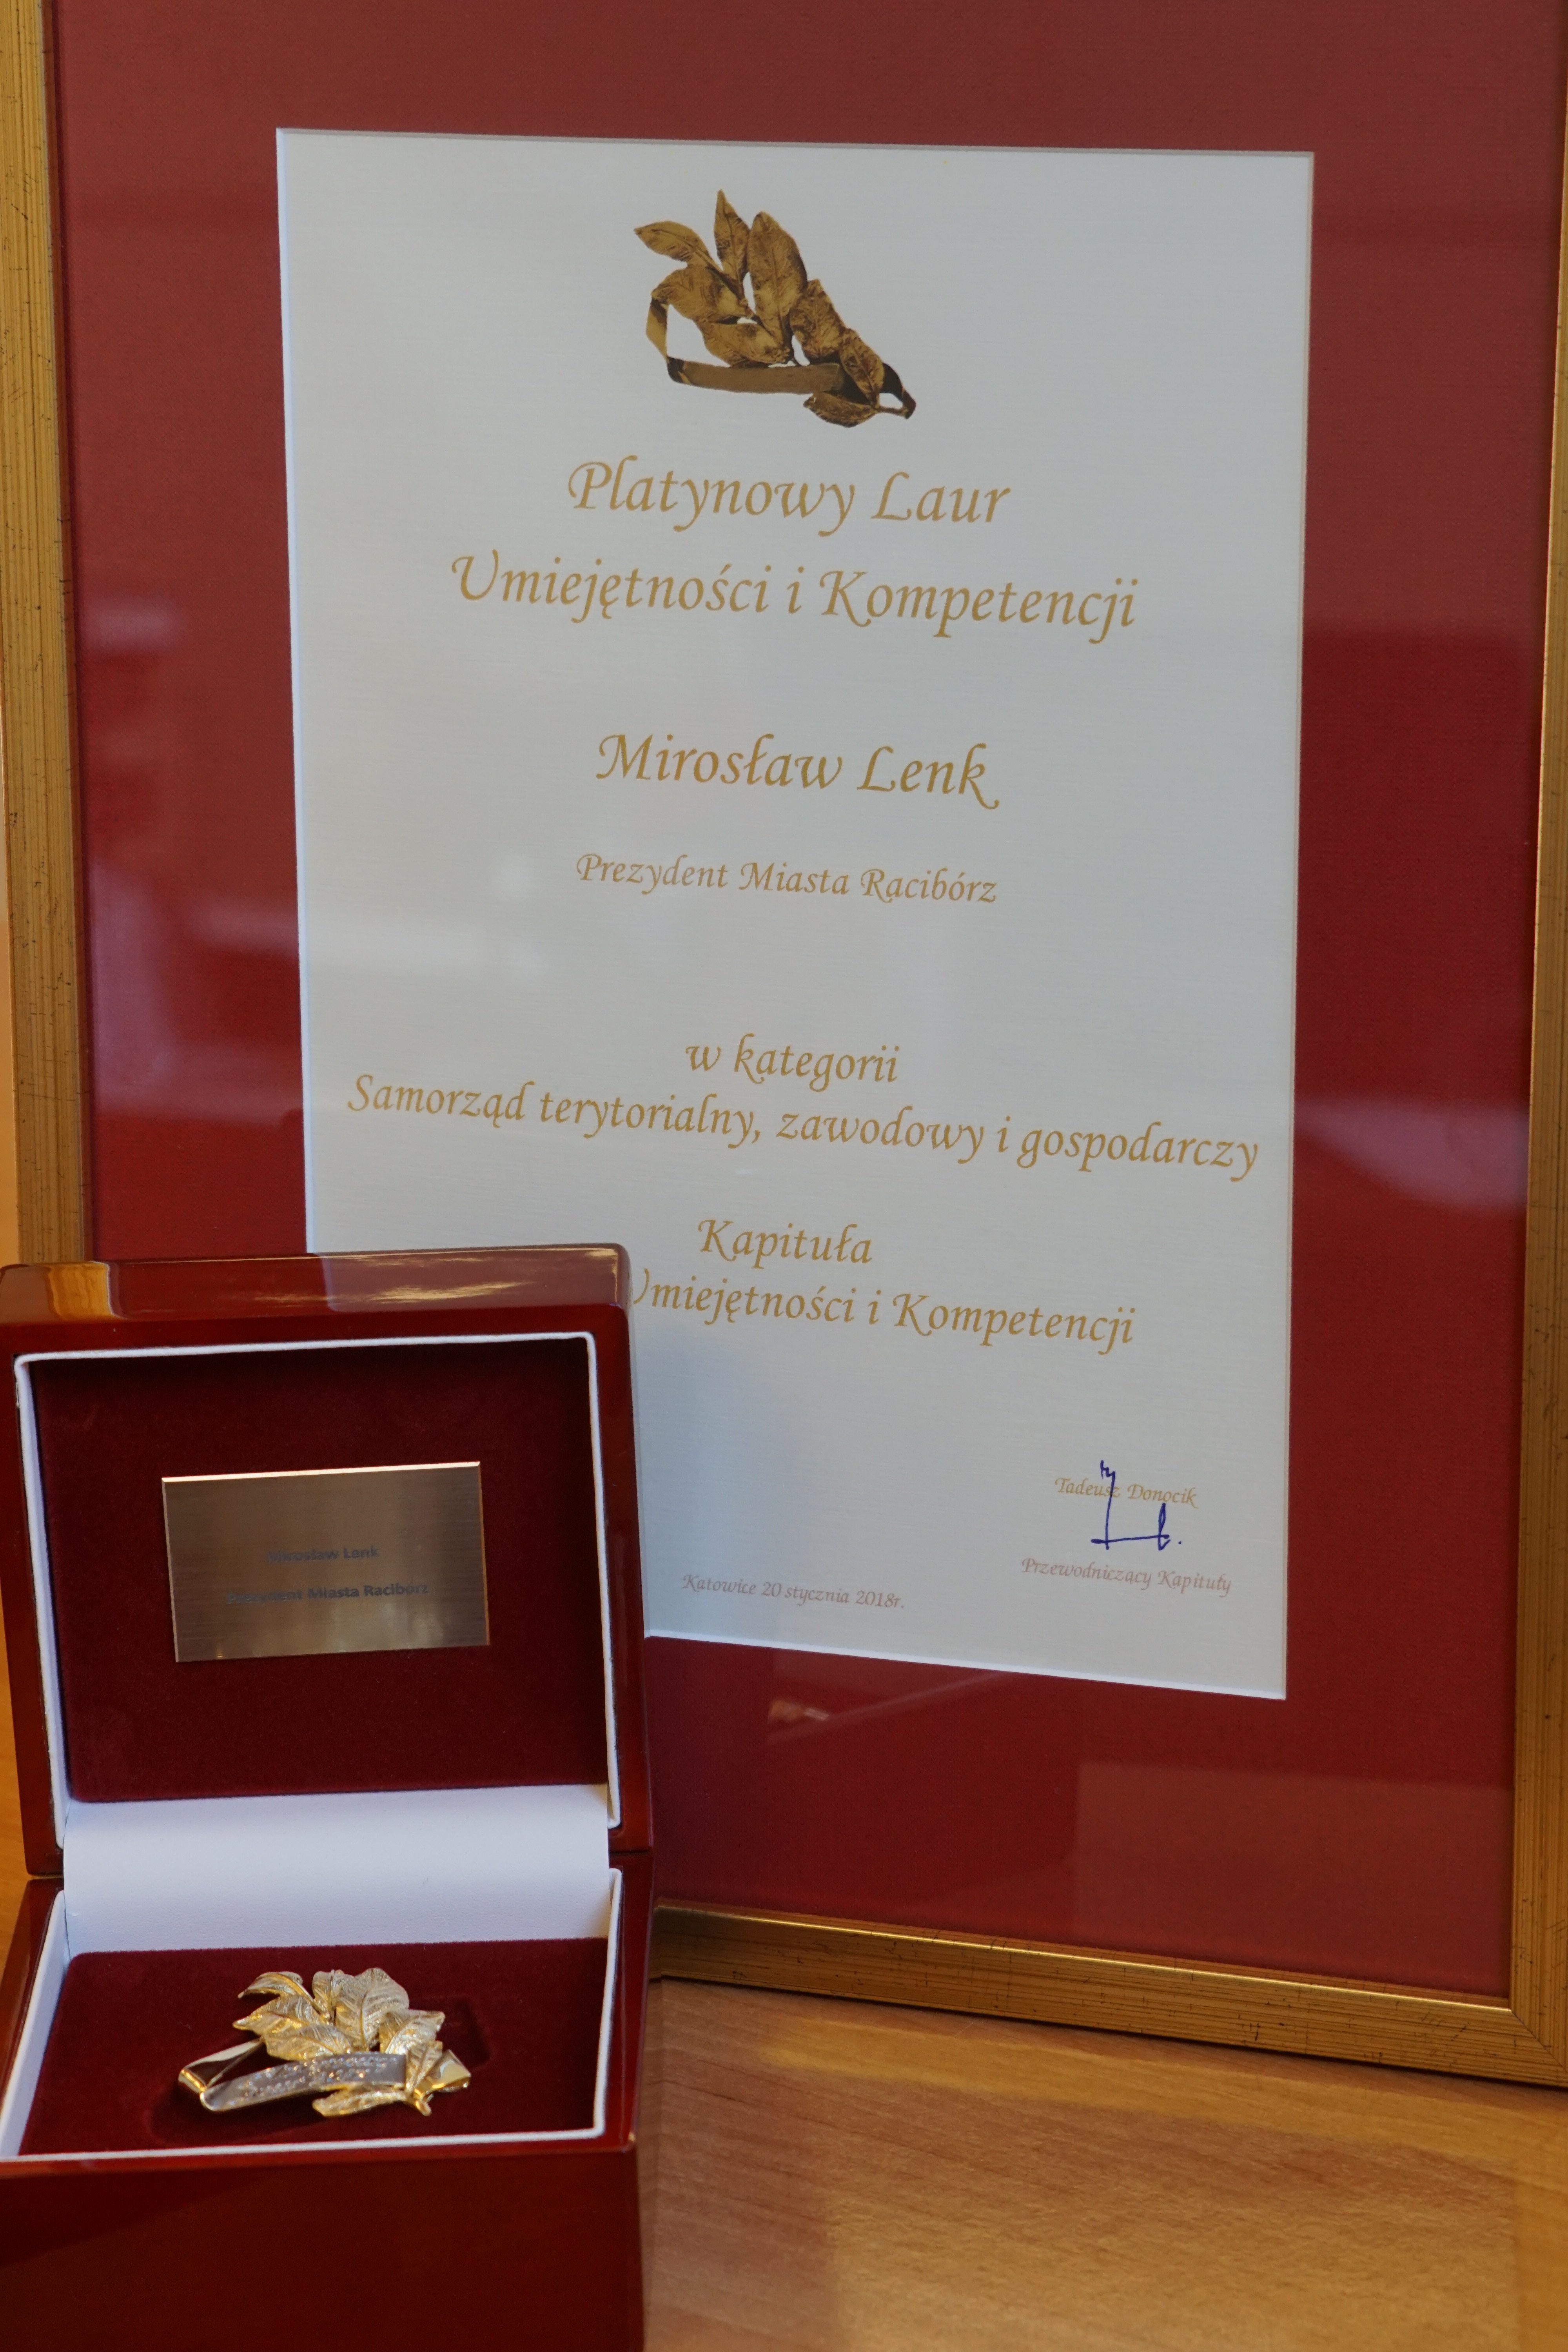 Platynowy Laur
Umiejętności i Kompetencji
Mirosław Lenk
Prezydent Miasta Racibórz
w kategorii
Samorząd terytorialny, zawodowy i gospodarczy
Kapituła
Umiejętności i Kompetencji
Tadeusz Donocik
Przewodniczący Kapituły
Katowice 20 stycznia 2018r.
Mirosław Lenk
Prezydent Miasta Racibórz